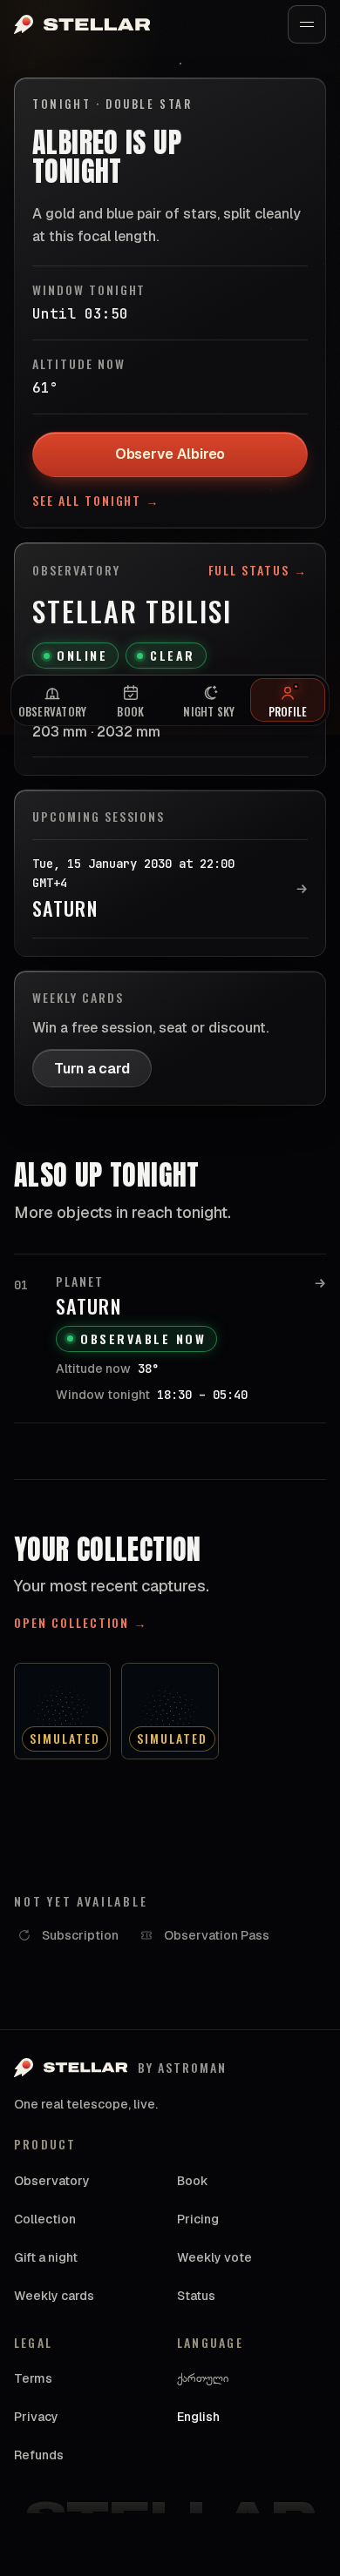 STELLAR
TONIGHT · DOUBLE STAR
ALBIREO IS UP
TONIGHT
A gold and blue pair of stars, split cleanly
at this focal length.
WINDOW TONIGHT
Until 03:50
ALTITUDE NOW
61°
Observe Albireo
SEE ALL TONIGHT →
OBSERVATORY
FULL STATUS →
STELLAR TBILISI
ONLINE
CLEAR
OBSERVATORY
BOOK
NIGHT SKY
PROFILE
203 mm · 2032 mm
UPCOMING SESSIONS
Tue, 15 January 2030 at 22:00
GMT+4
SATURN
→
WEEKLY CARDS
Win a free session, seat or discount.
Turn a card
ALSO UP TONIGHT
More objects in reach tonight.
01
PLANET
→
SATURN
OBSERVABLE NOW
Altitude now 38°
Window tonight 18:30 – 05:40
YOUR COLLECTION
Your most recent captures.
OPEN COLLECTION →
SIMULATED
SIMULATED
NOT YET AVAILABLE
Subscription
Observation Pass
STELLAR BY ASTROMAN
One real telescope, live.
PRODUCT
Observatory
Book
Collection
Pricing
Gift a night
Weekly vote
Weekly cards
Status
LEGAL
LANGUAGE
Terms
ქართული
Privacy
English
Refunds
STELLAR